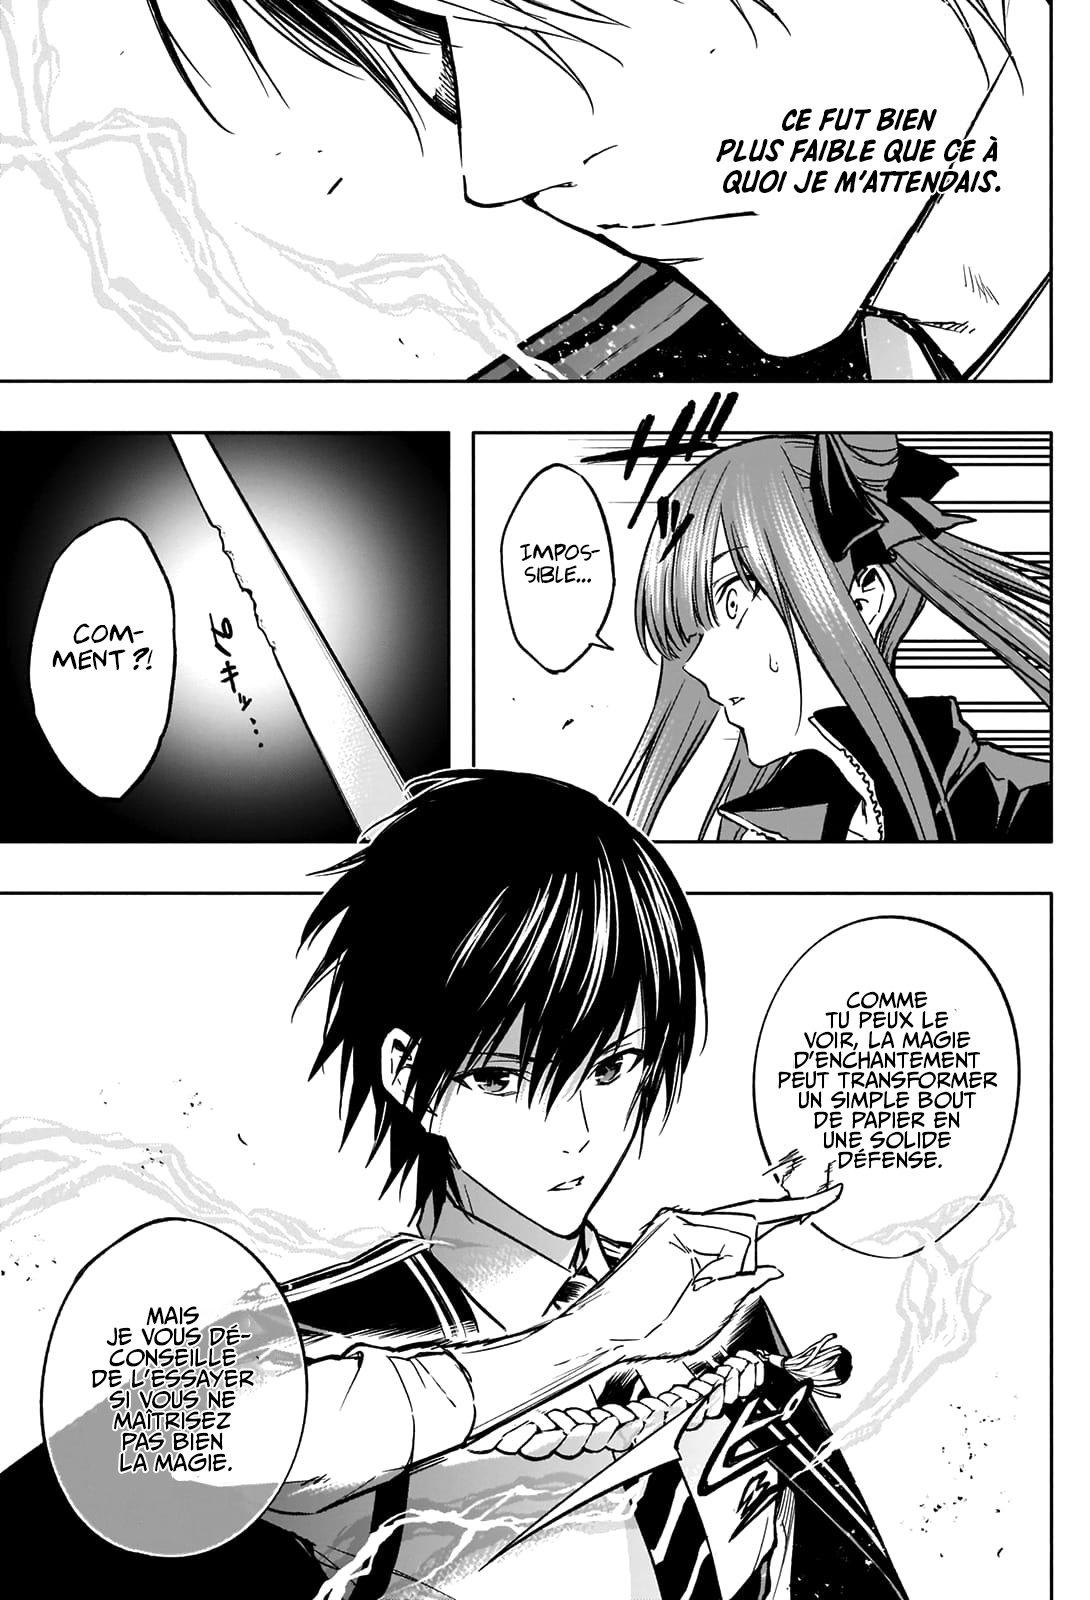 CE FUT BIEN
PLUS FAIBLE QUE CE À
QUOI JE M'ATTENDAIS.
IMPOS-
SIBLE...
COM-
MENT ?!
COMME
TU PEUX LE
VOIR, LA MAGIE
D'ENCHANTEMENT
PEUT TRANSFORMER
UN SIMPLE BOUT
DE PAPIER EN
UNE SOLIDE
DÉFENSE.
MAIS
JE VOUS DÉ-
CONSEILLE
DE L'ESSAYER
SI VOUS NE
MAÎTRISEZ
PAS BIEN
LA MAGIE.